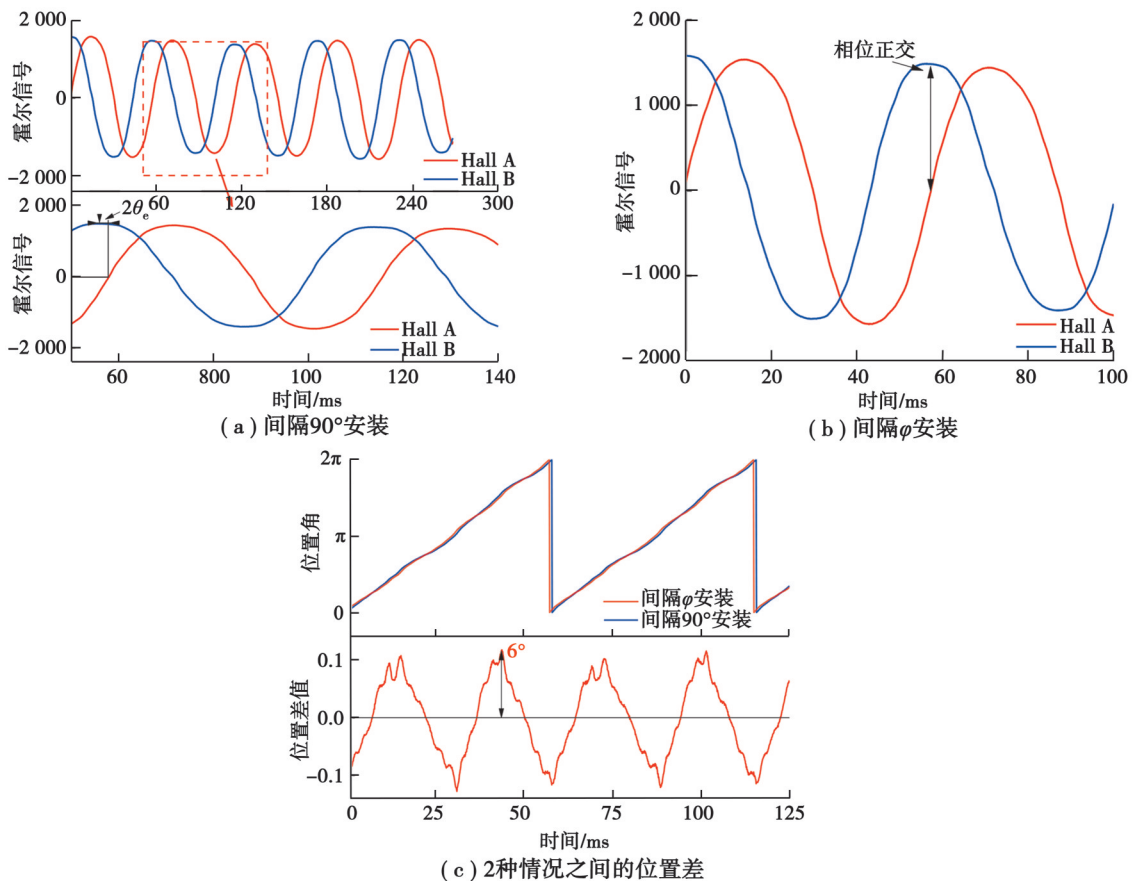 2 000
0
−2 000
霍尔信号
Hall A
Hall B
60
120
180
240
300
2 000
0
−2 000
霍尔信号
2θe
Hall A
Hall B
60
800
100
120
140
时间/ms
(a)间隔90°安装
2 000
1 000
0
−1 000
−2000
霍尔信号
相位正交
Hall A
Hall B
0
20
40
60
80
100
时间/ms
(b)间隔φ安装
2π
π
0
位置角
间隔φ安装
间隔90°安装
0.1
0.0
−0.1
位置差值
6°
0
25
50
75
100
125
时间/ms
(c)2种情况之间的位置差